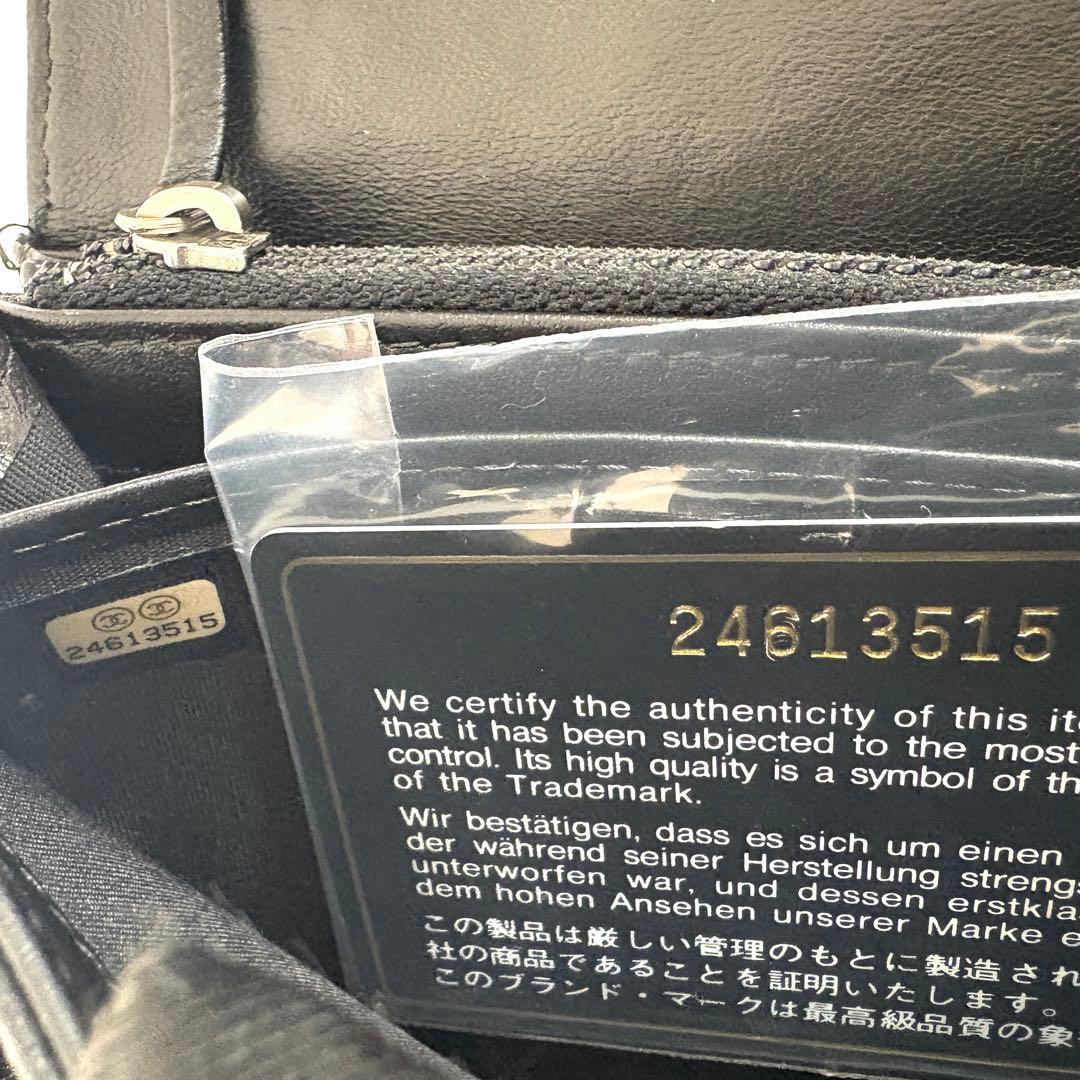 24613515
24613515
We certify the authenticity of this
that it has been subjected to the most
control. Its high quality is a symbol of
of the Trademark.
Wir bestätigen, dass es sich um einen
der während seiner Herstellung
unterworfen war, und dessen
dem hohen Ansehen unserer Marke
この製品は厳しい管理のもとに製造され
社の商品であることを証明いたします。
このブランド・マークは最高級品質の象